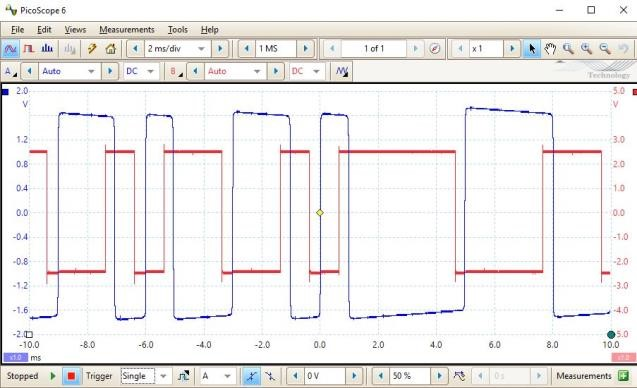 PicoScope 6
File Edit Views Measurements Tools Help
2 ms/div 1 MS 1 of 1 x 1
A Auto DC B Auto DC
Technology
2.0 5.0
V V
1.2 3.0
0.8 2.0
0.4 1.0
0.0 0.0
-0.4 -1.0
-0.8 -2.0
-1.2 -3.0
-1.6 -4.0
-2.0 -5.0
-10.0 -8.0 -6.0 -4.0 -2.0 0.0 2.0 4.0 6.0 8.0 10.0
x1.0 ms x1.0
Stopped Trigger Single A 0 V 50 % 0 s Measurements